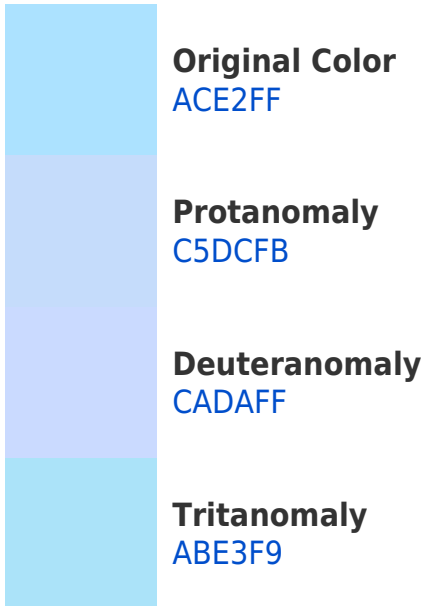 Original Color
ACE2FF
Protanomaly
C5DCFB
Deuteranomaly
CADAFF
Tritanomaly
ABE3F9